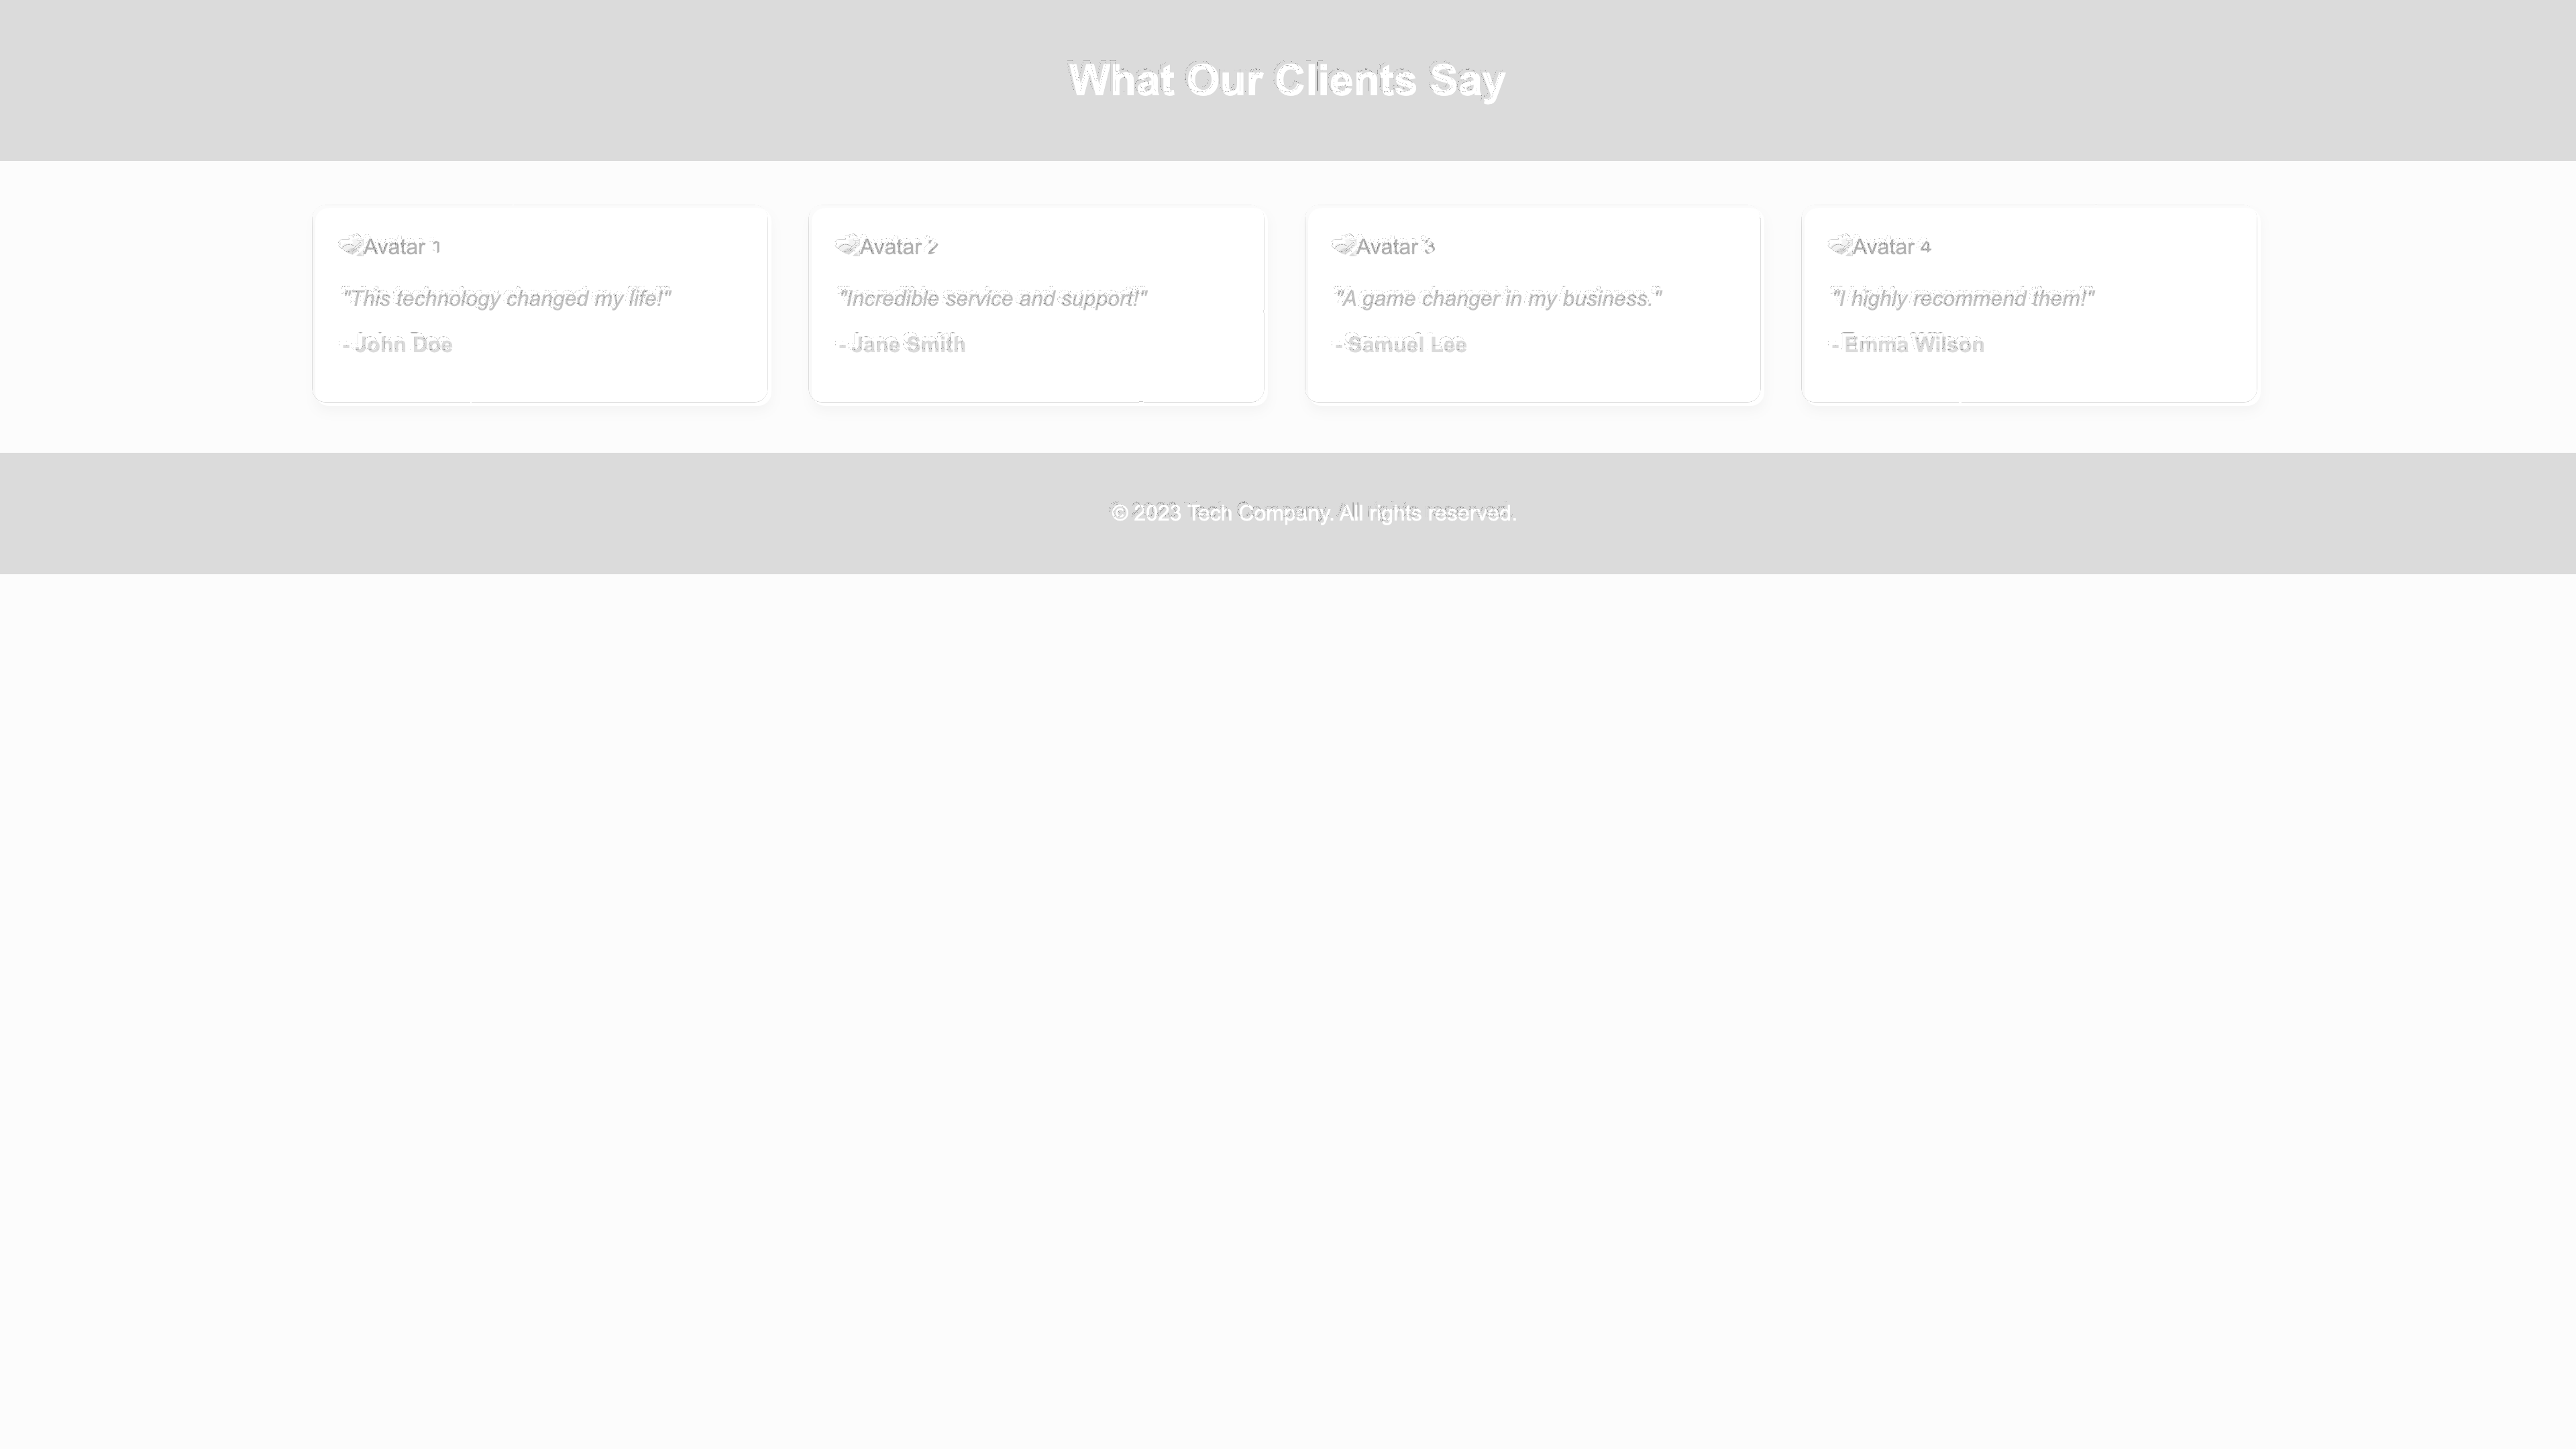 What Our Clients Say
Avatar 1
"This technology changed my life!"
- John Doe
Avatar 2
"Incredible service and support!"
- Jane Smith
Avatar 3
"A game changer in my business."
- Samuel Lee
Avatar 4
"I highly recommend them!"
- Emma Wilson
© 2023 Tech Company. All rights reserved.